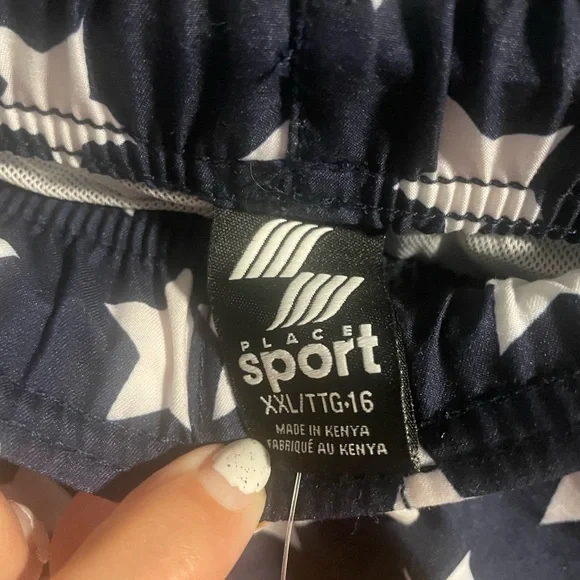 PLACE
sport
XXL/TTG•16
MADE IN KENYA
FABRIQUÉ AU KENYA